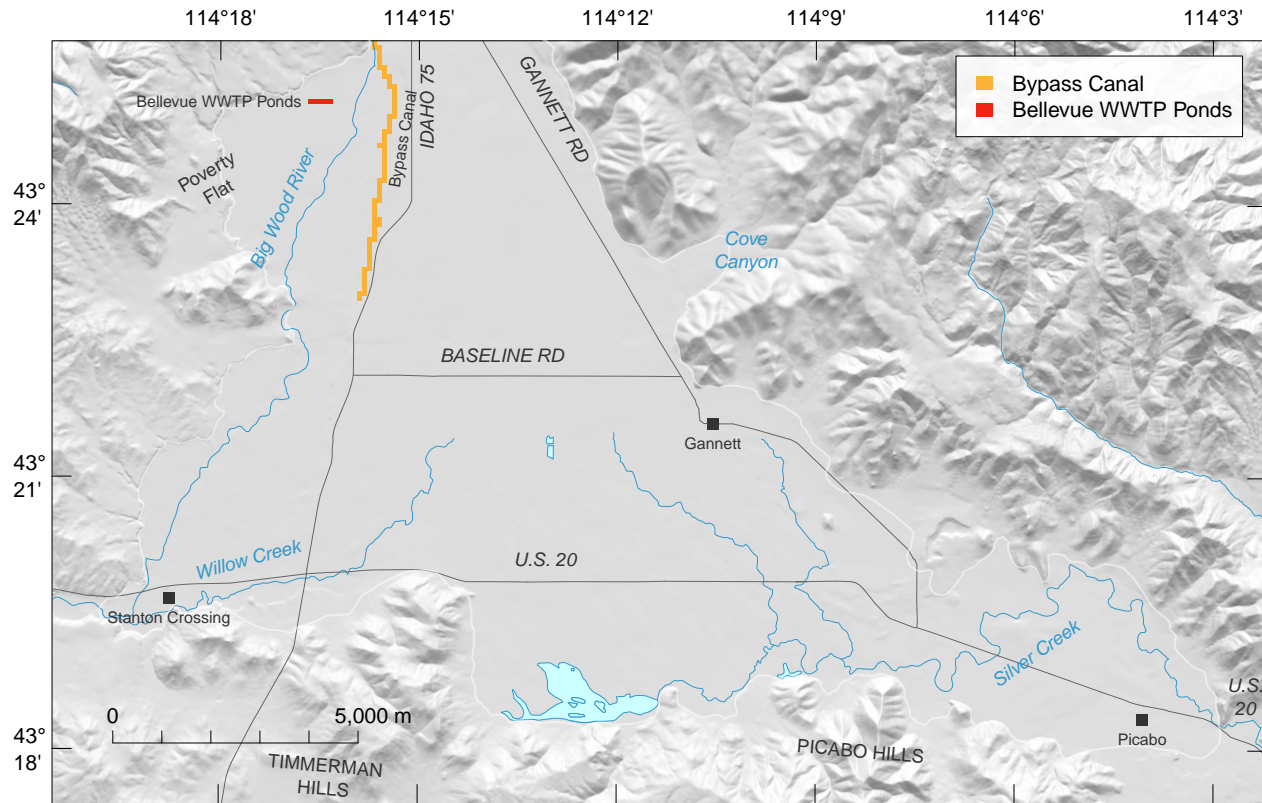 114°18'
114°15'
114°12'
114°9'
114°6'
114°3'
Bypass Canal
Bellevue WWTP Ponds
Bellevue WWTP Ponds
Bypass Canal
IDAHO 75
GANNETT RD
Poverty
Flat
43°
24'
Big Wood River
Cove
Canyon
BASELINE RD
Gannett
43°
21'
Willow Creek
U.S. 20
Stanton Crossing
Silver Creek
U.S.
20
0
5,000 m
Picabo
43°
18'
TIMMERMAN
HILLS
PICABO HILLS